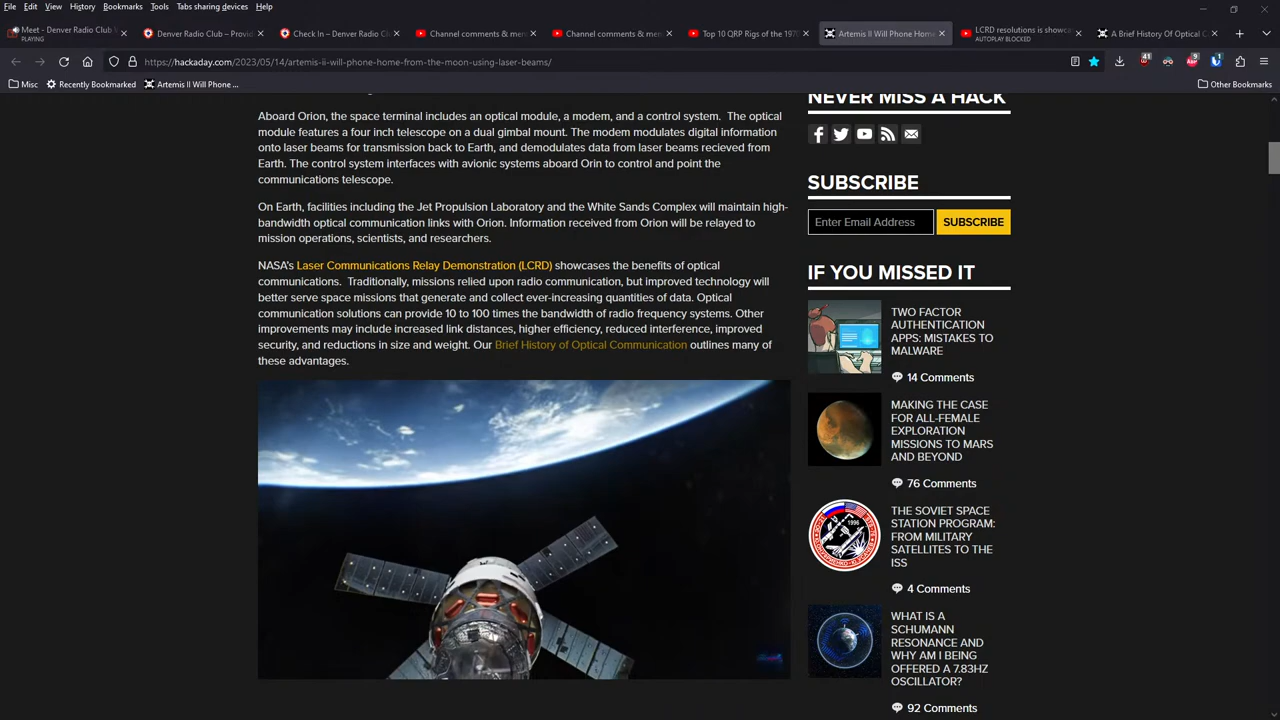 File Edit View History Bookmarks Tools Tabs sharing devices Help
Meet - Denver Radio Club
PLAYING
Denver Radio Club – Provid
Check In – Denver Radio Clu
Channel comments & men
Channel comments & men
Top 10 QRP Rigs of the 197
Artemis II Will Phone Home
LCRD resolutions is showca
AUTOPLAY BLOCKED
A Brief History Of Optical C
https://hackaday.com/2023/05/14/artemis-ii-will-phone-home-from-the-moon-using-laser-beams/
41
1
Misc Recently Bookmarked Artemis II Will Phone ... Other Bookmarks
Aboard Orion, the space terminal includes an optical module, a modem, and a control system. The optical
module features a four inch telescope on a dual gimbal mount. The modem modulates digital information
onto laser beams for transmission back to Earth, and demodulates data from laser beams recieved from
Earth. The control system interfaces with avionic systems aboard Orin to control and point the
communications telescope.
On Earth, facilities including the Jet Propulsion Laboratory and the White Sands Complex will maintain high-
bandwidth optical communication links with Orion. Information received from Orion will be relayed to
mission operations, scientists, and researchers.
NASA's Laser Communications Relay Demonstration (LCRD) showcases the benefits of optical
communications. Traditionally, missions relied upon radio communication, but improved technology will
better serve space missions that generate and collect ever-increasing quantities of data. Optical
communication solutions can provide 10 to 100 times the bandwidth of radio frequency systems. Other
improvements may include increased link distances, higher efficiency, reduced interference, improved
security, and reductions in size and weight. Our Brief History of Optical Communication outlines many of
these advantages.
NEVER MISS A HACK
SUBSCRIBE
Enter Email Address SUBSCRIBE
IF YOU MISSED IT
TWO FACTOR
AUTHENTICATION
APPS: MISTAKES TO
MALWARE
14 Comments
MAKING THE CASE
FOR ALL-FEMALE
EXPLORATION
MISSIONS TO MARS
AND BEYOND
76 Comments
THE SOVIET SPACE
STATION PROGRAM:
FROM MILITARY
SATELLITES TO THE
ISS
1996
4 Comments
WHAT IS A
SCHUMANN
RESONANCE AND
WHY AM I BEING
OFFERED A 7.83HZ
OSCILLATOR?
92 Comments